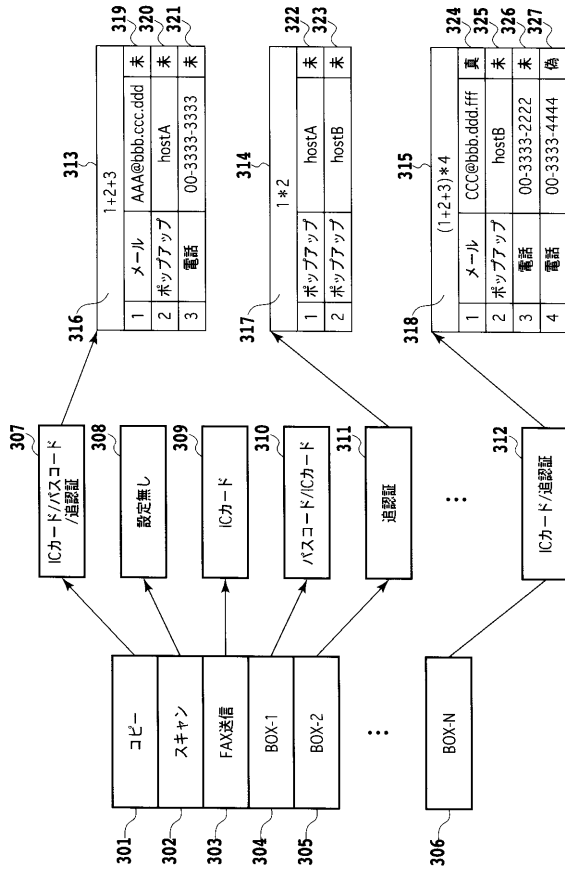 301 コピー
302 スキャン
303 FAX送信
304 BOX-1
305 BOX-2
⋮
306 BOX-N
307 ICカード/パスコード
/追認証
308 設定無し
309 ICカード
310 パスコード/ICカード
311 追認証
⋮
312 ICカード/追認証
313
316 1+2+3
1 メール AAA@bbb.ccc.ddd 未 319
2 ポップアップ hostA 未 320
3 電話 00-3333-3333 未 321
314
317 1*2
1 ポップアップ hostA 未 322
2 ポップアップ hostB 未 323
315
318 (1+2+3)*4
1 メール CCC@bbb.ddd.fff 真 324
2 ポップアップ hostB 未 325
3 電話 00-3333-2222 未 326
4 電話 00-3333-4444 偽 327